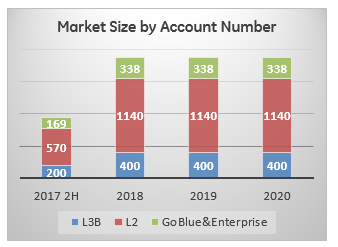 Market Size by Account Number
338 338 338
169
1140 1140 1140
570
400 400 400
200
2017 2H 2018 2019 2020
L3B L2 GoBlue&Enterprise